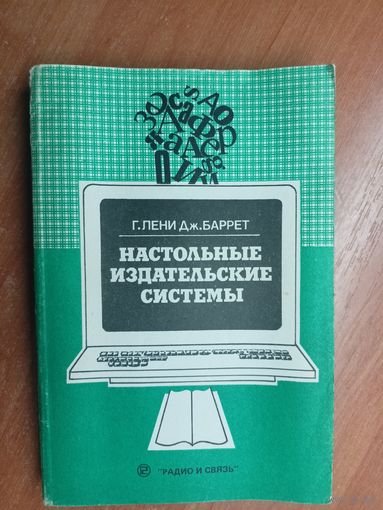 Г. ЛЕНИ Дж. БАРРЕТ
НАСТОЛЬНЫЕ
ИЗДАТЕЛЬСКИЕ
СИСТЕМЫ
"РАДИО И СВЯЗЬ"